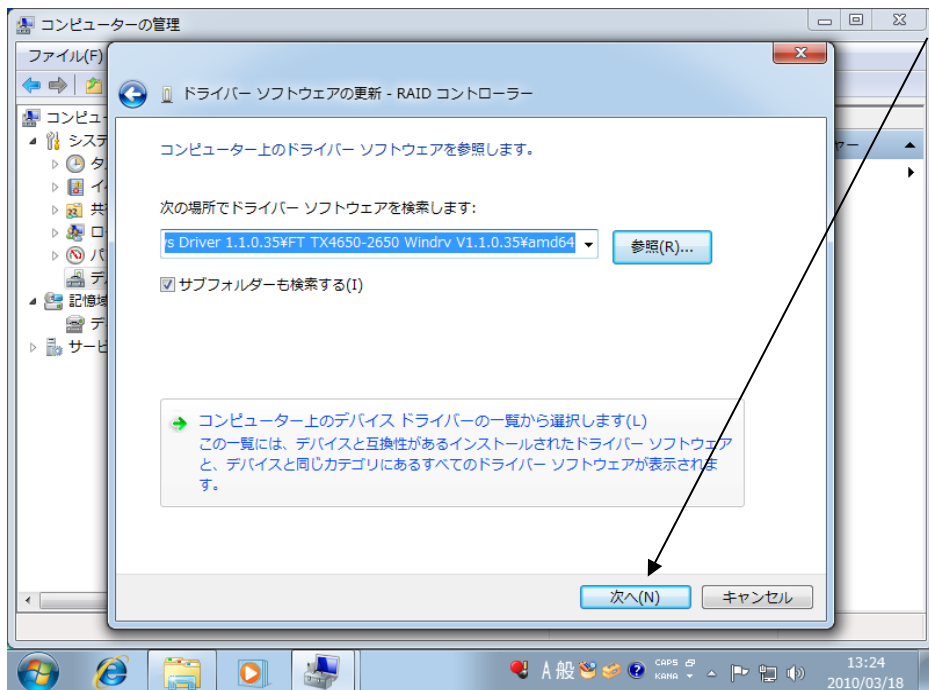 コンピューターの管理
ファイル(F)
ドライバー ソフトウェアの更新 - RAID コントローラー
コンピューター上のドライバー ソフトウェアを参照します。
次の場所でドライバー ソフトウェアを検索します:
Driver 1.1.0.35¥FT TX4650-2650 Windrv V1.1.0.35¥amd64
参照(R)...
サブフォルダーも検索する(I)
コンピューター上のデバイス ドライバーの一覧から選択します(L)
この一覧には、デバイスと互換性があるインストールされたドライバー ソフトウェア
と、デバイスと同じカテゴリにあるすべてのドライバー ソフトウェアが表示されま
す。
次へ(N)
キャンセル
コンピュ
システ
タ
イ
共
ロ
パ
デ
記憶域
デ
サービ
ャー
A 般
CAPS
KANA
13:24
2010/03/18